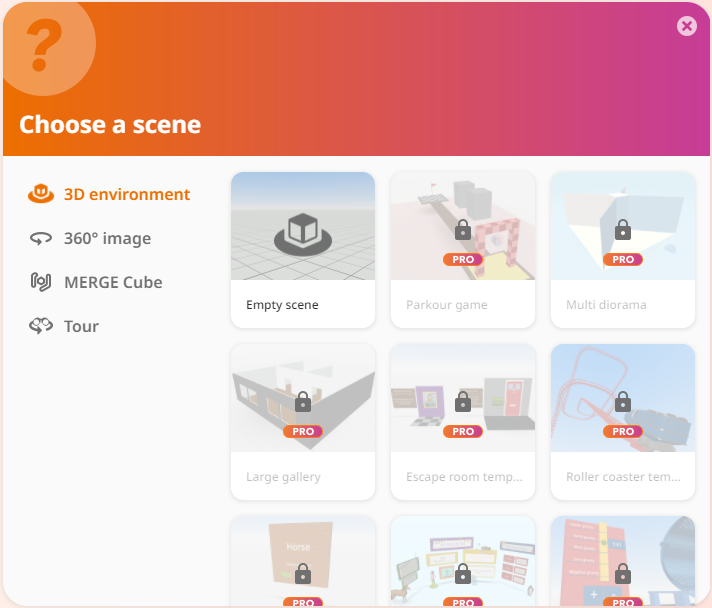 ?
Choose a scene
3D environment
360° image
MERGE Cube
Tour
Empty scene
PRO
Parkour game
PRO
Multi diorama
PRO
Large gallery
PRO
Escape room temp...
PRO
Roller coaster tem...
Horse
PRO
PRO
PRO